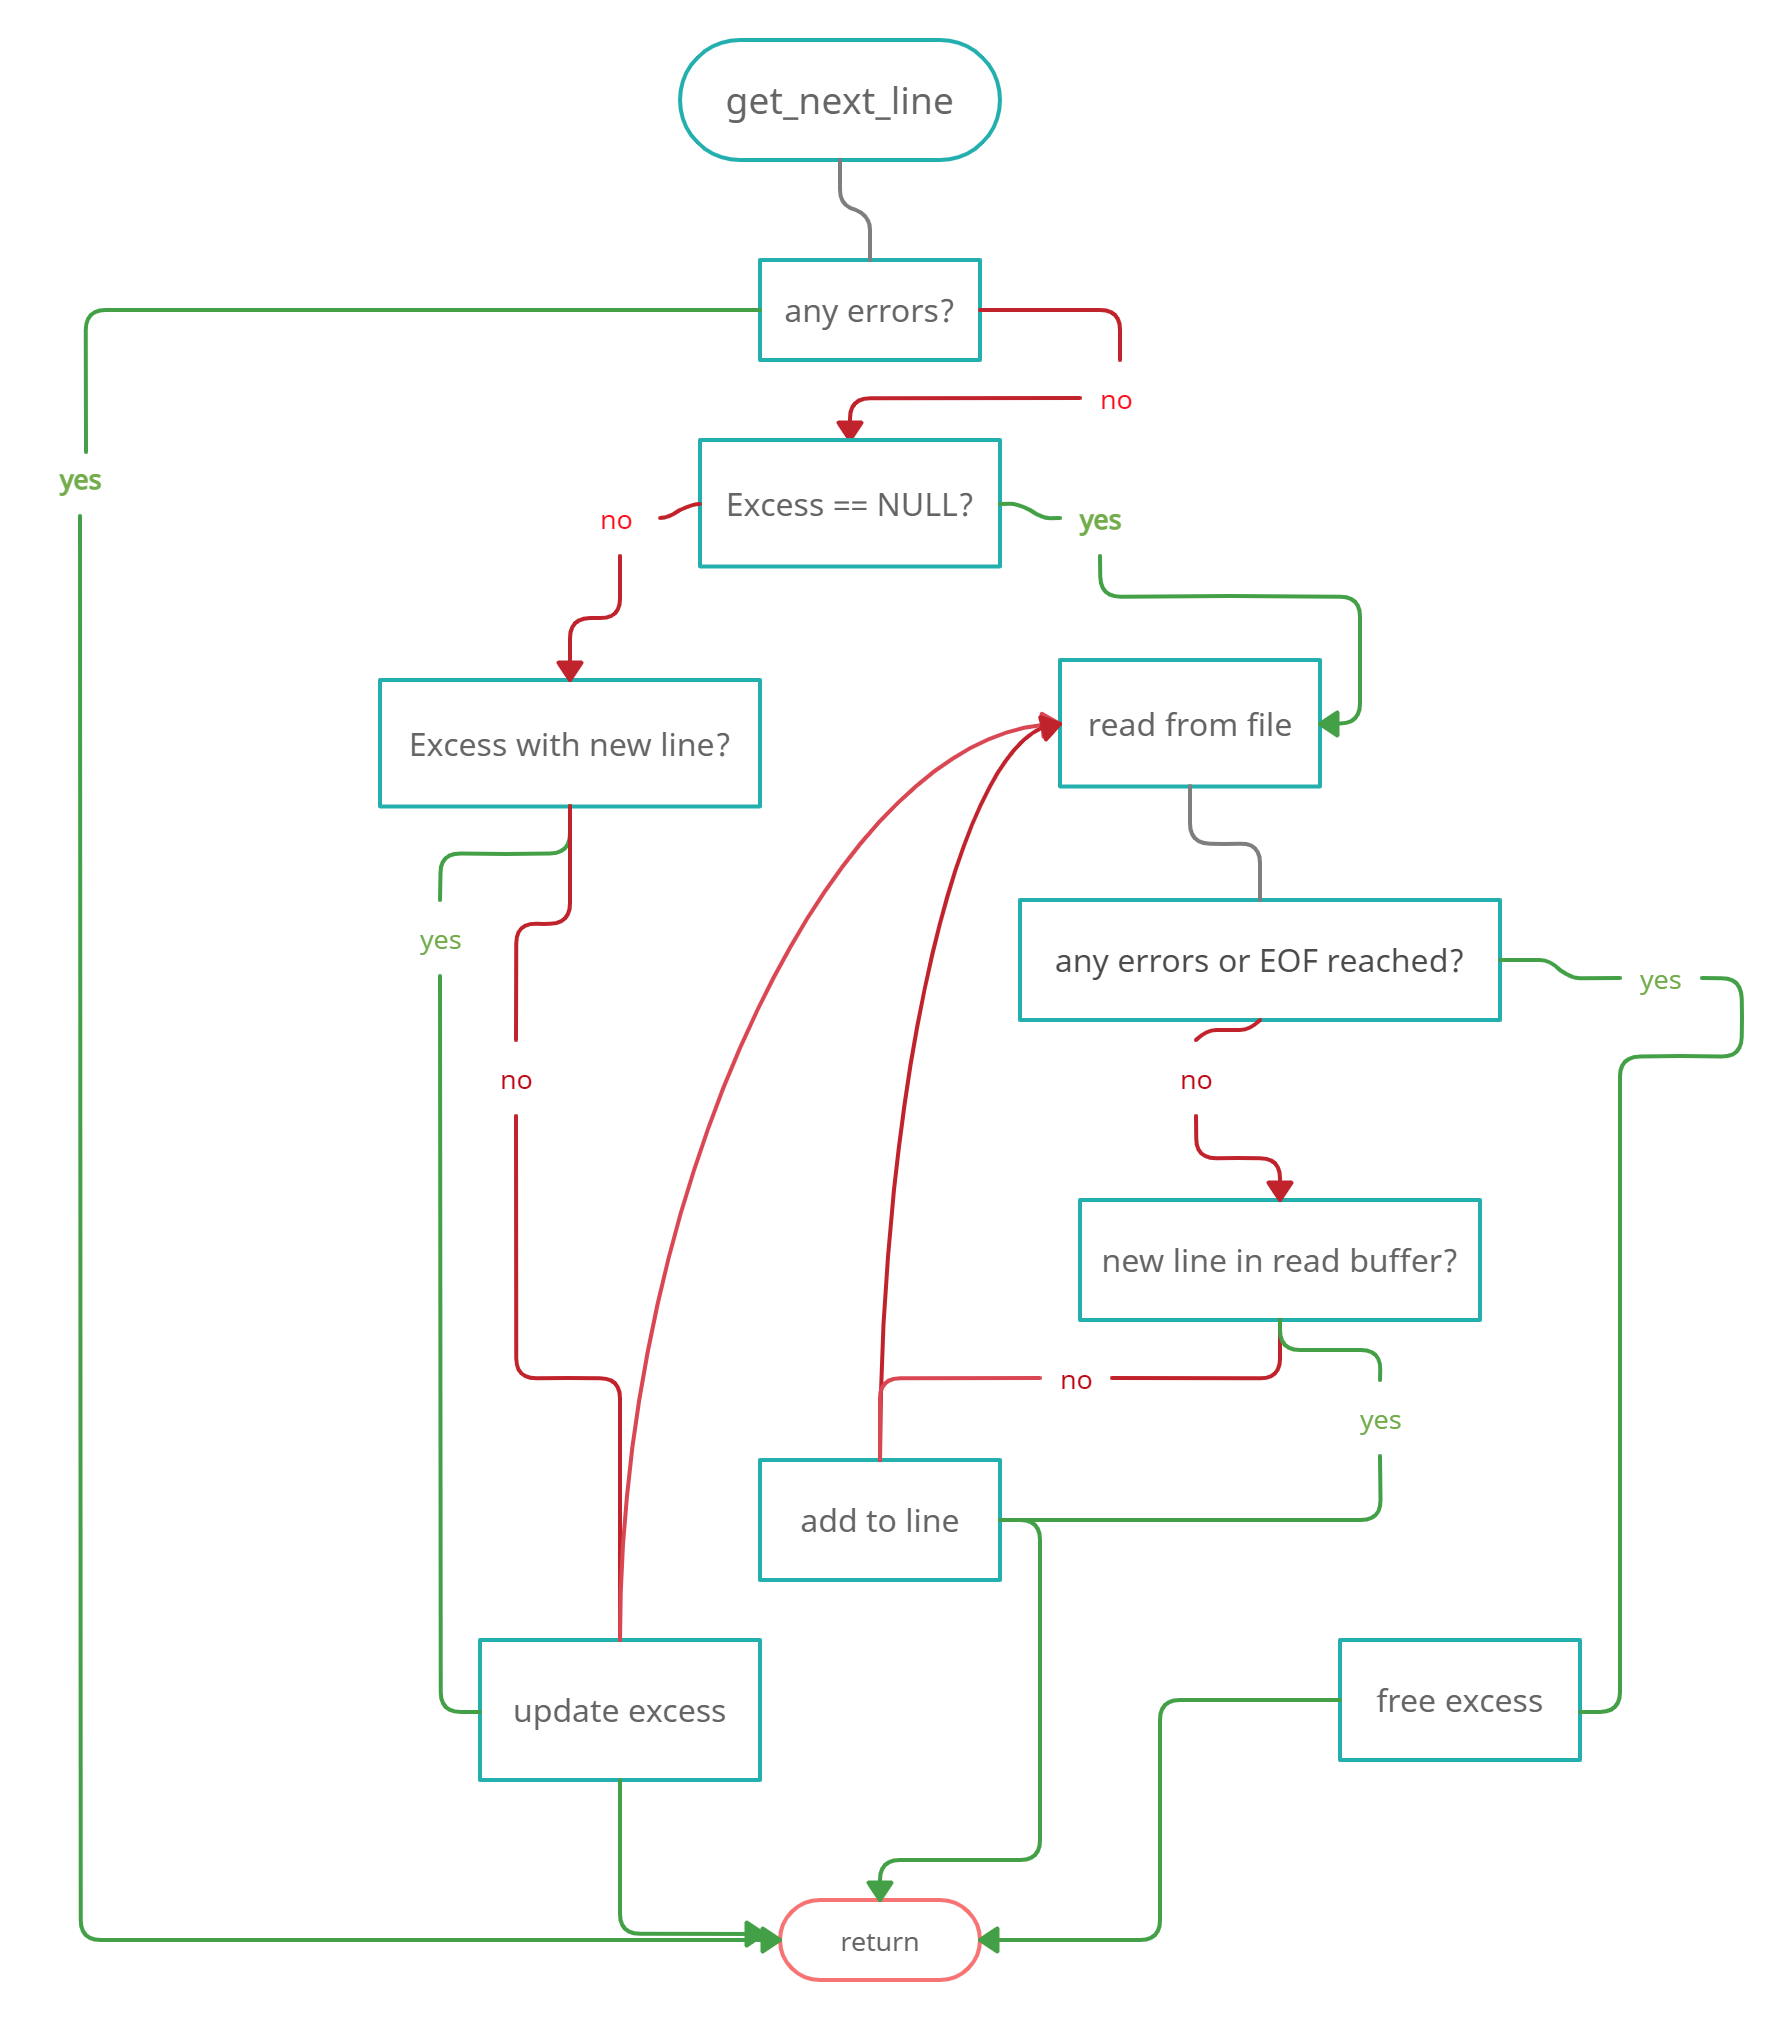 get_next_line
any errors?
no
yes
Excess == NULL?
no
yes
Excess with new line?
read from file
yes
any errors or EOF reached?
yes
no
no
new line in read buffer?
no
yes
add to line
update excess
free excess
return